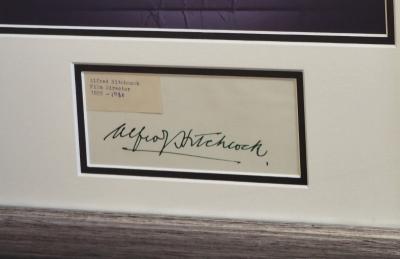 Alfred Hitchcock
Film Director
1899 - 1980
Alfred Hitchcock